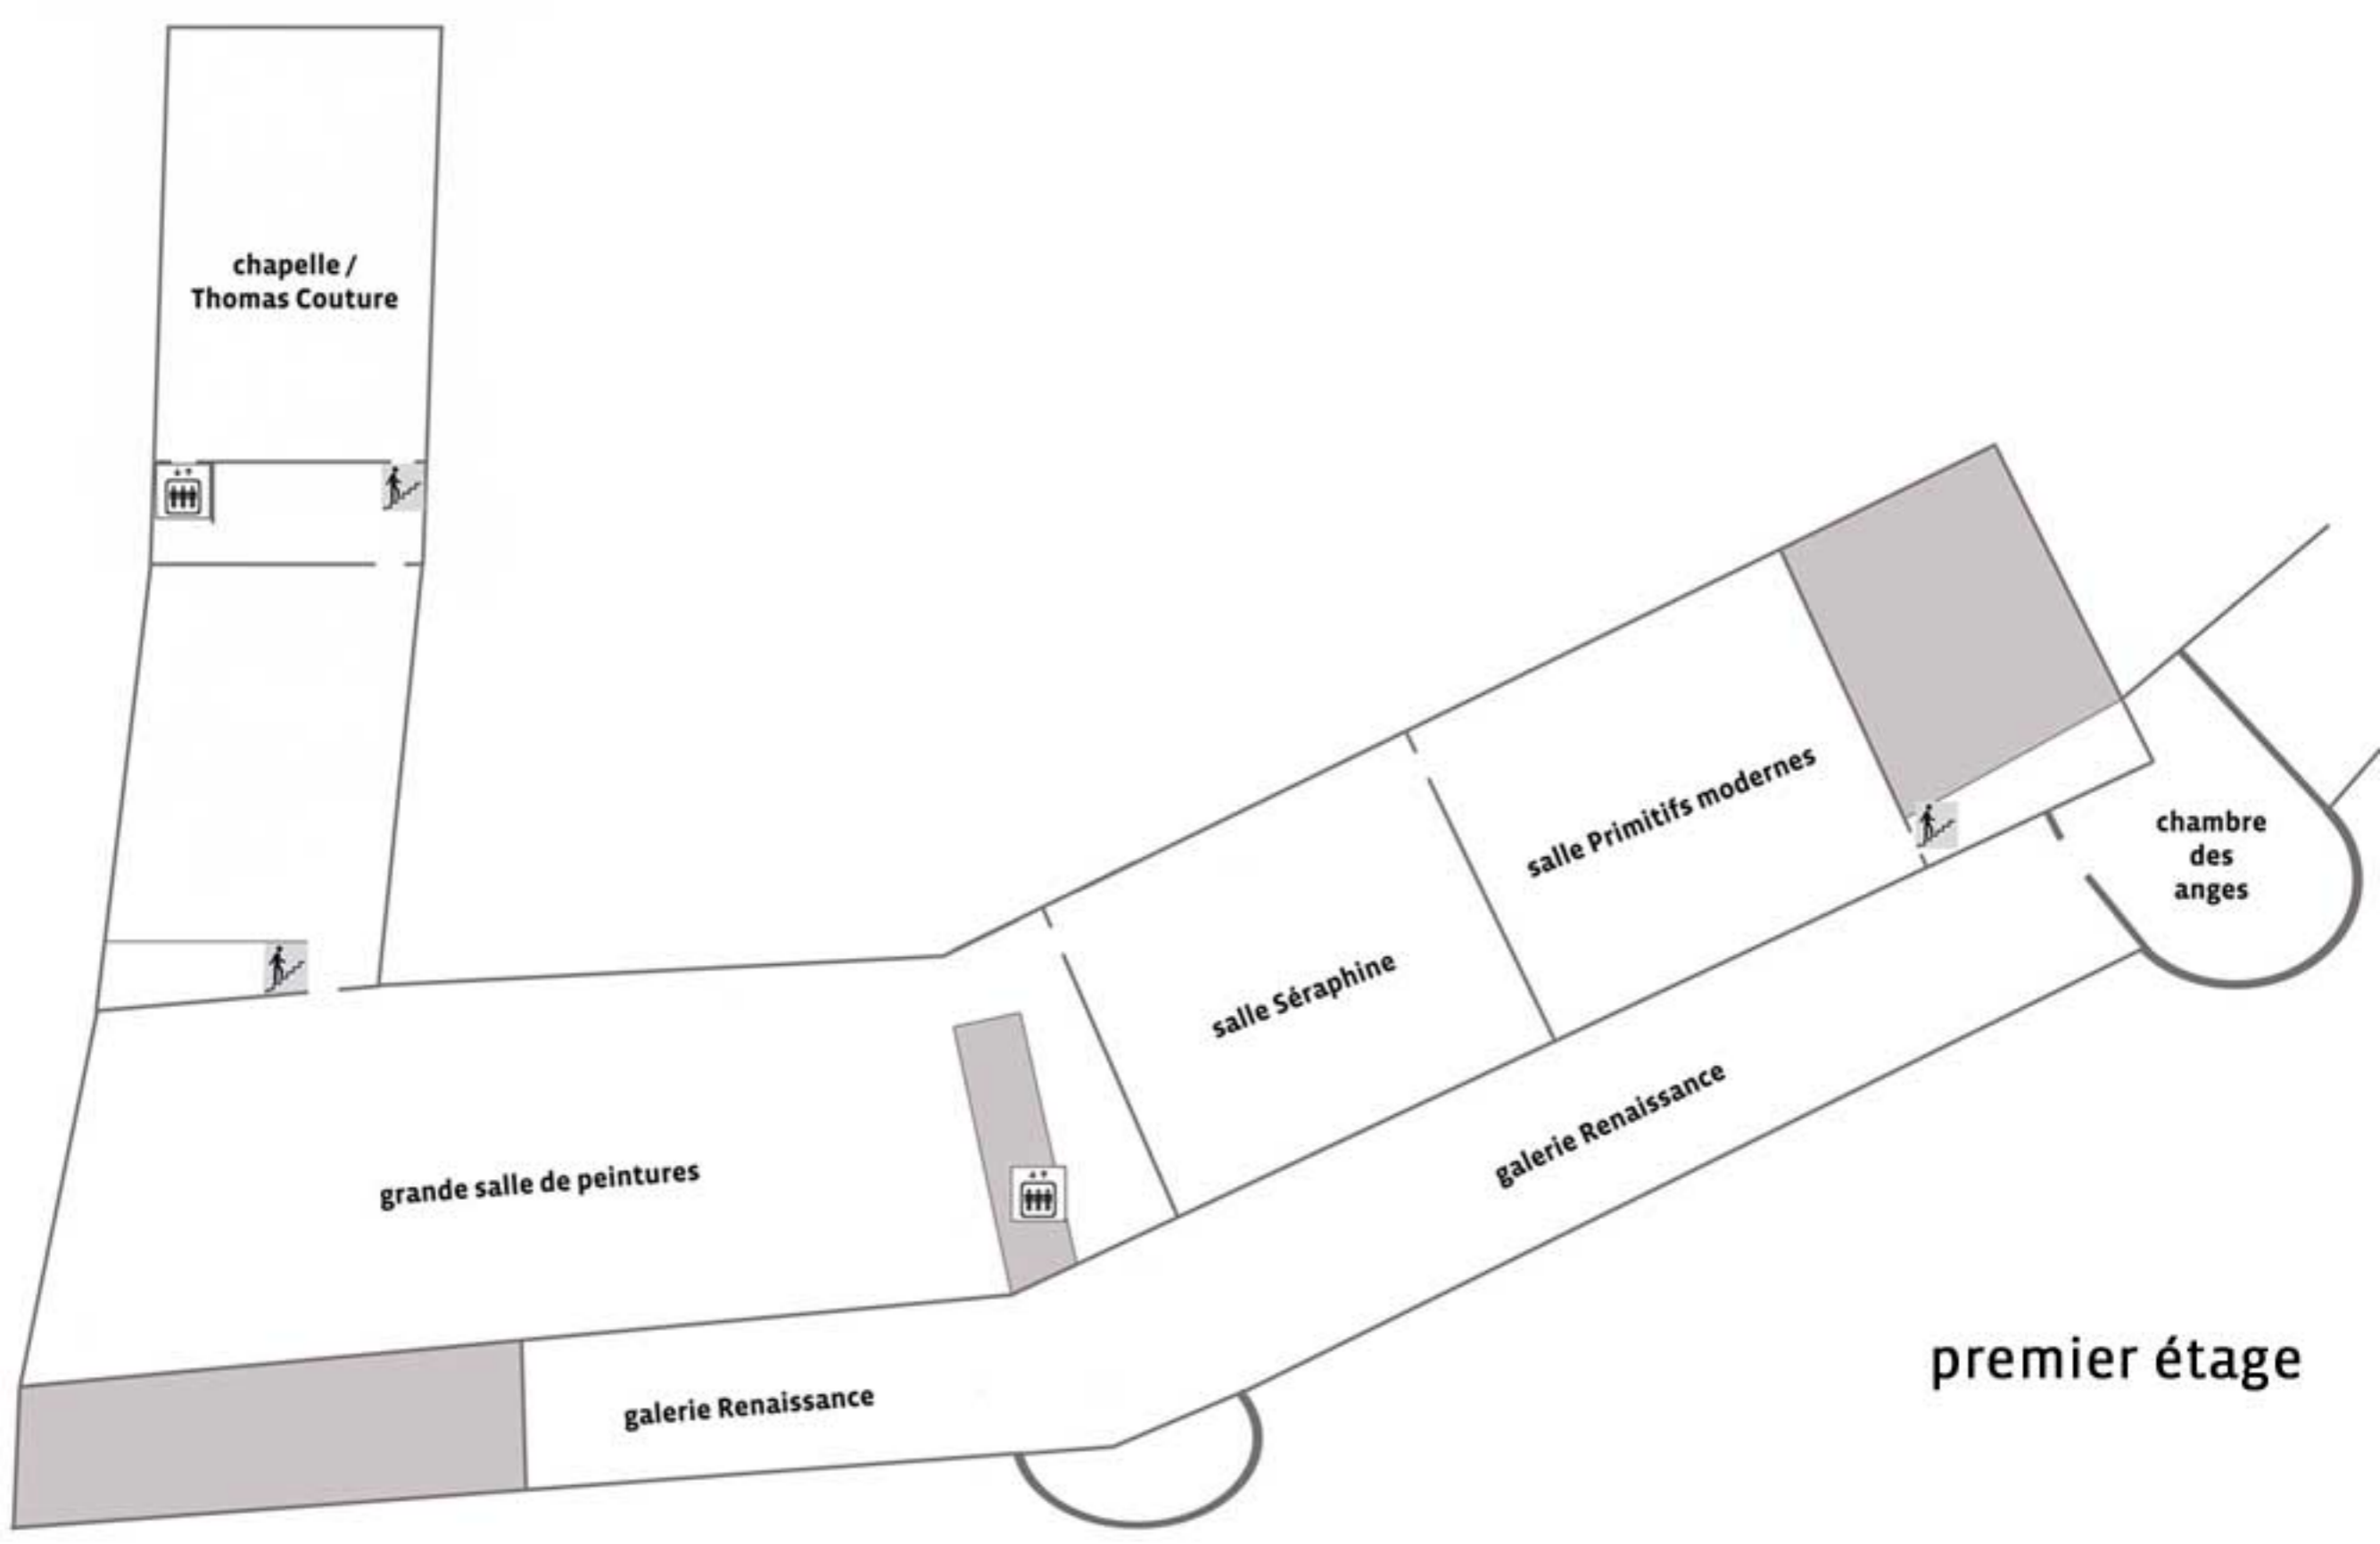 chapelle /
Thomas Couture
salle Primitifs modernes
chambre
des
anges
salle Séraphine
grande salle de peintures
galerie Renaissance
galerie Renaissance
premier étage